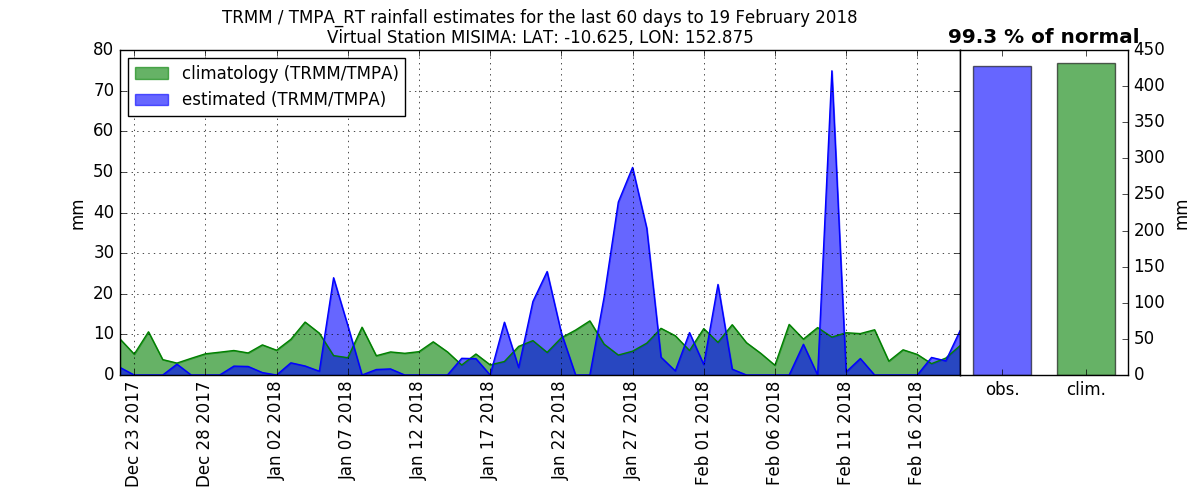 TRMM / TMPA_RT rainfall estimates for the last 60 days to 19 February 2018
Virtual Station MISIMA: LAT: -10.625, LON: 152.875
99.3 % of normal
climatology (TRMM/TMPA)
estimated (TRMM/TMPA)
80
70
60
50
40
30
20
10
0
mm
Dec 23 2017
Dec 28 2017
Jan 02 2018
Jan 07 2018
Jan 12 2018
Jan 17 2018
Jan 22 2018
Jan 27 2018
Feb 01 2018
Feb 06 2018
Feb 11 2018
Feb 16 2018
450
400
350
300
250
200
150
100
50
0
mm
obs.
clim.